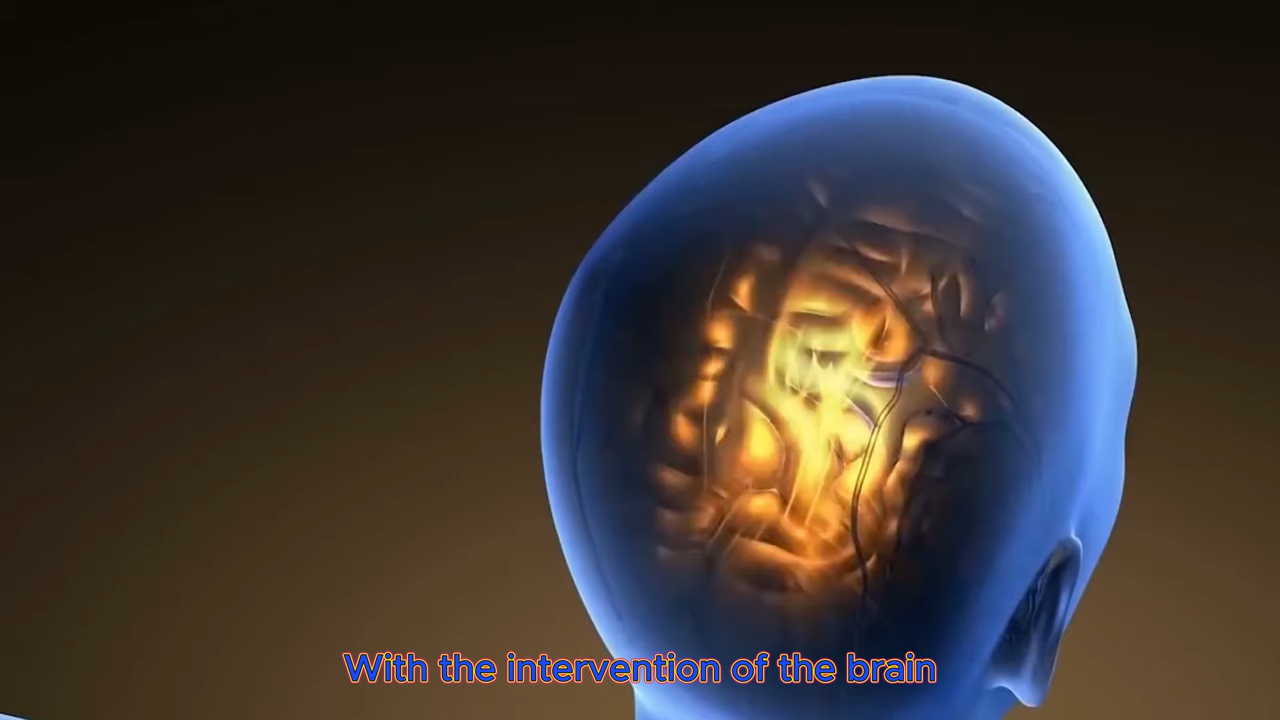 With the intervention of the brain